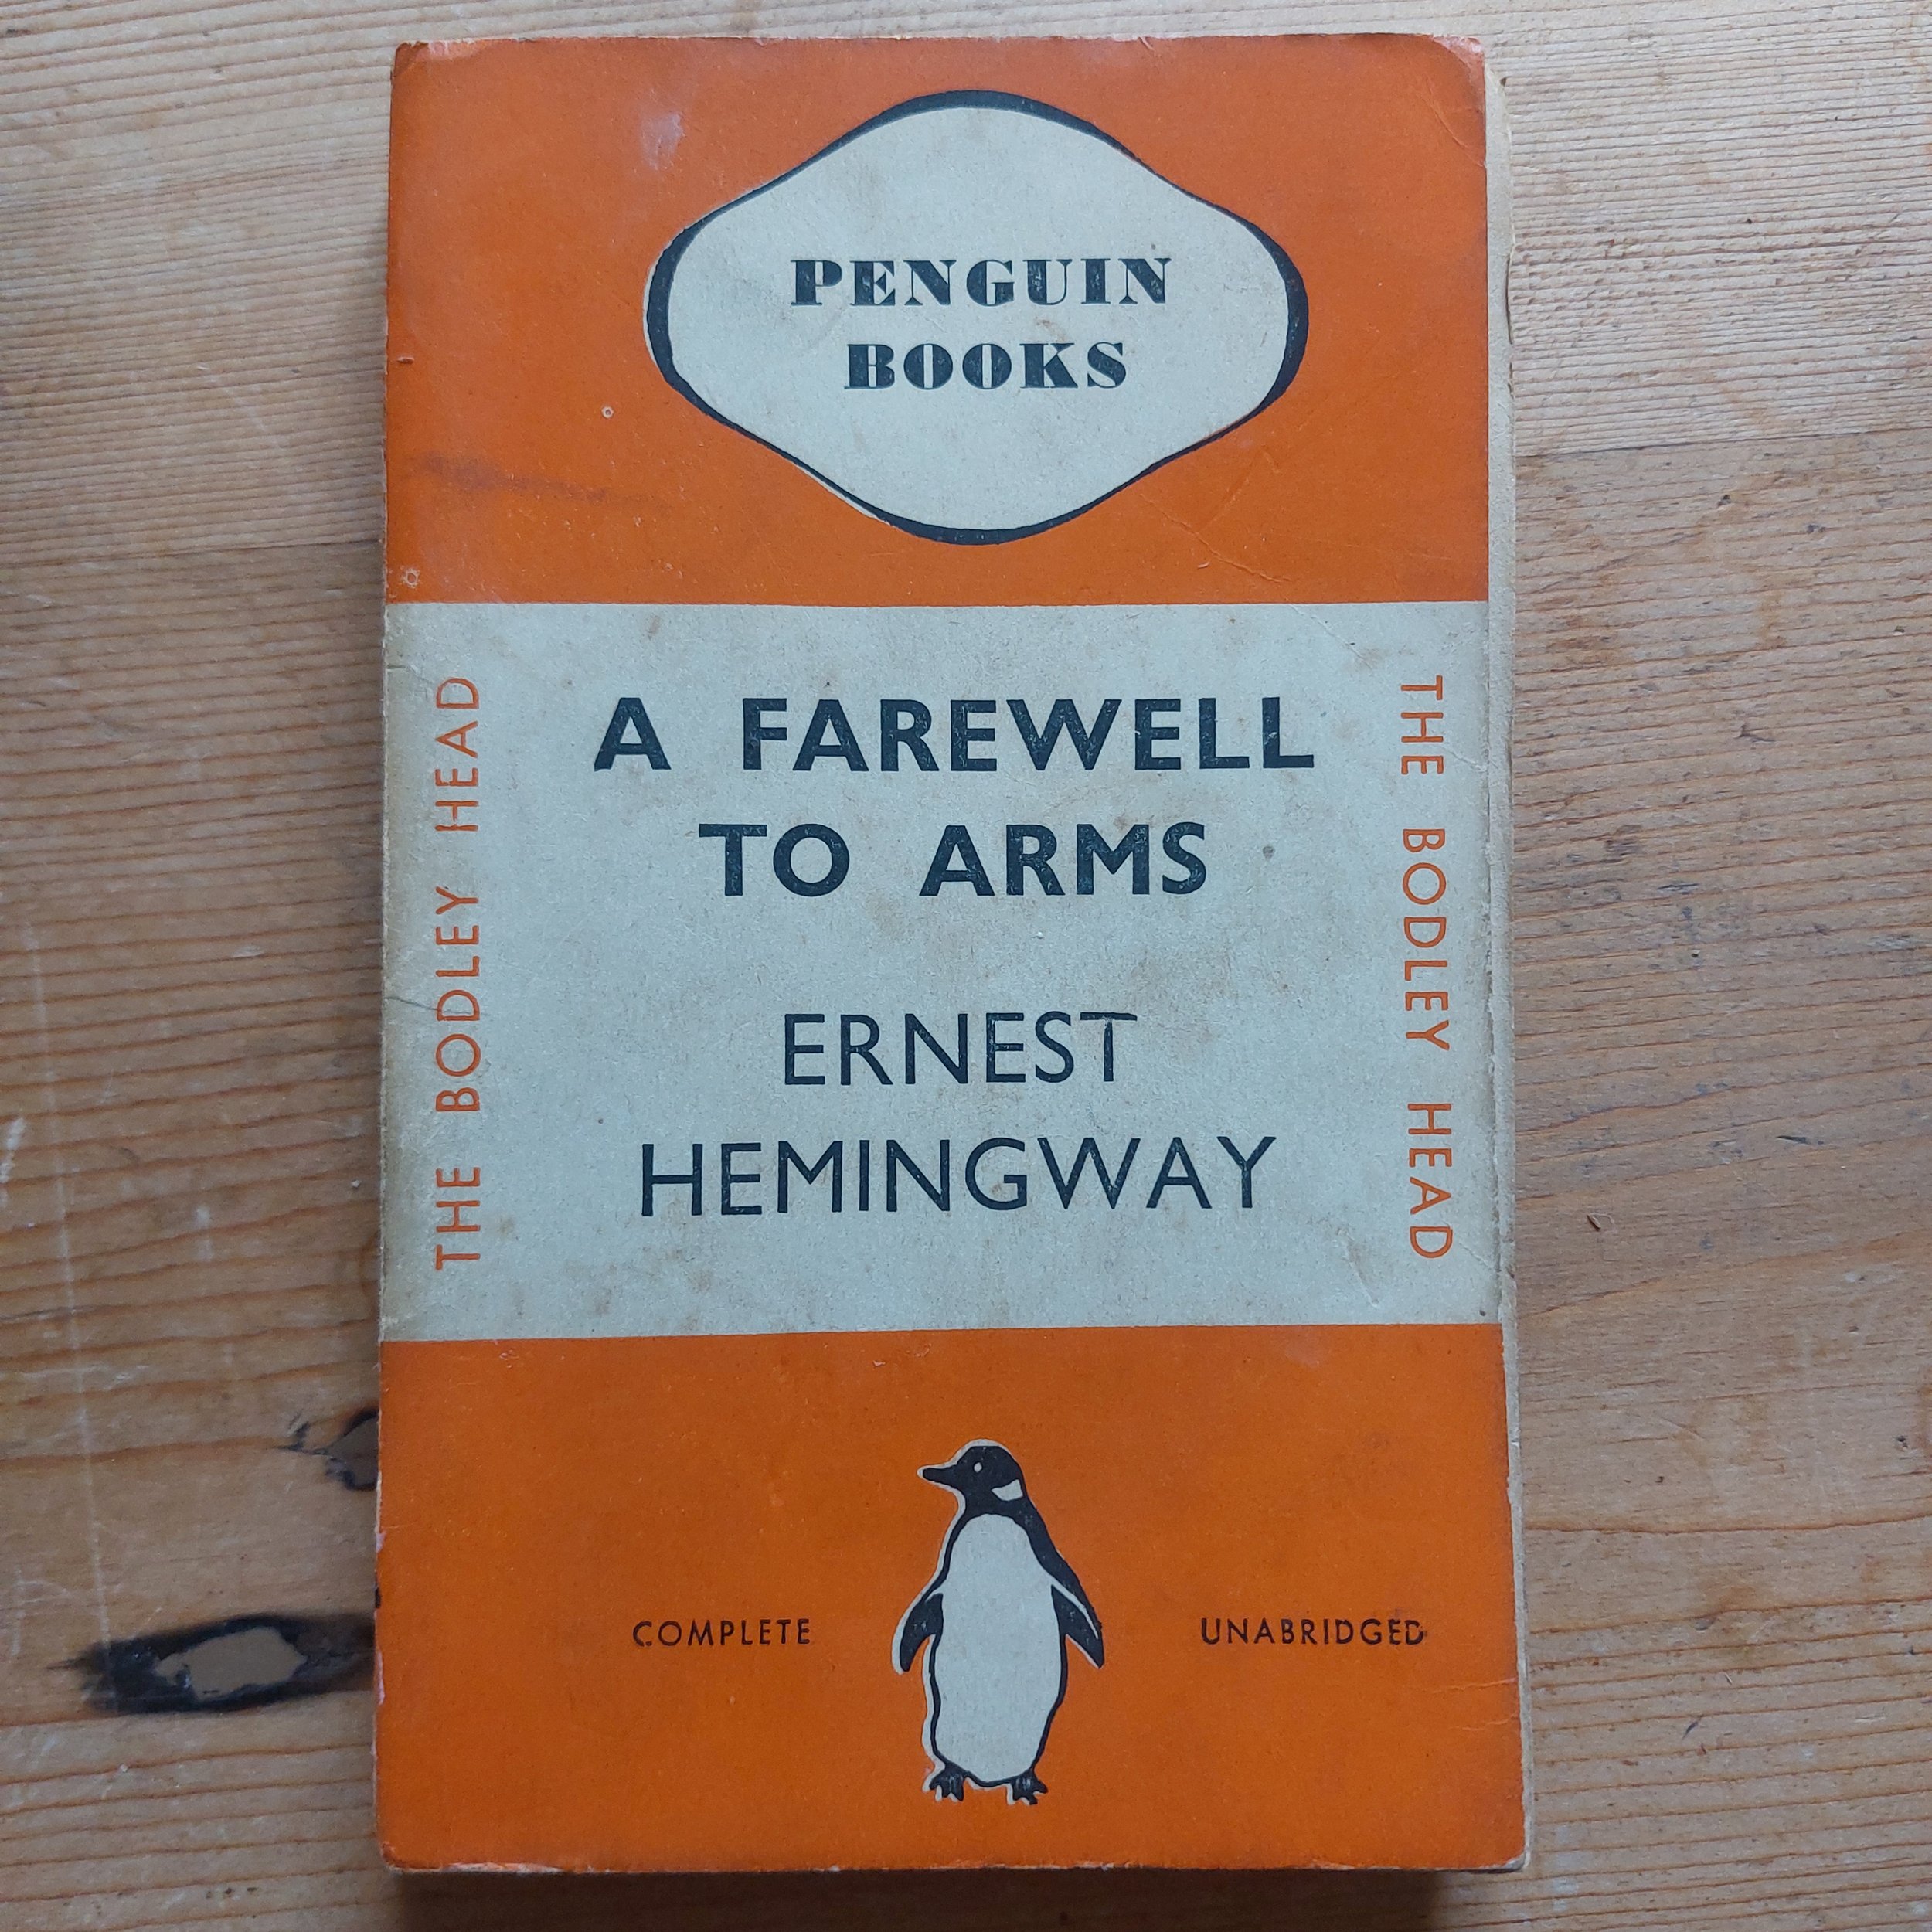 PENGUIN
BOOKS
THE BODLEY HEAD
A FAREWELL
TO ARMS
ERNEST
HEMINGWAY
THE BODLEY HEAD
COMPLETE
UNABRIDGED